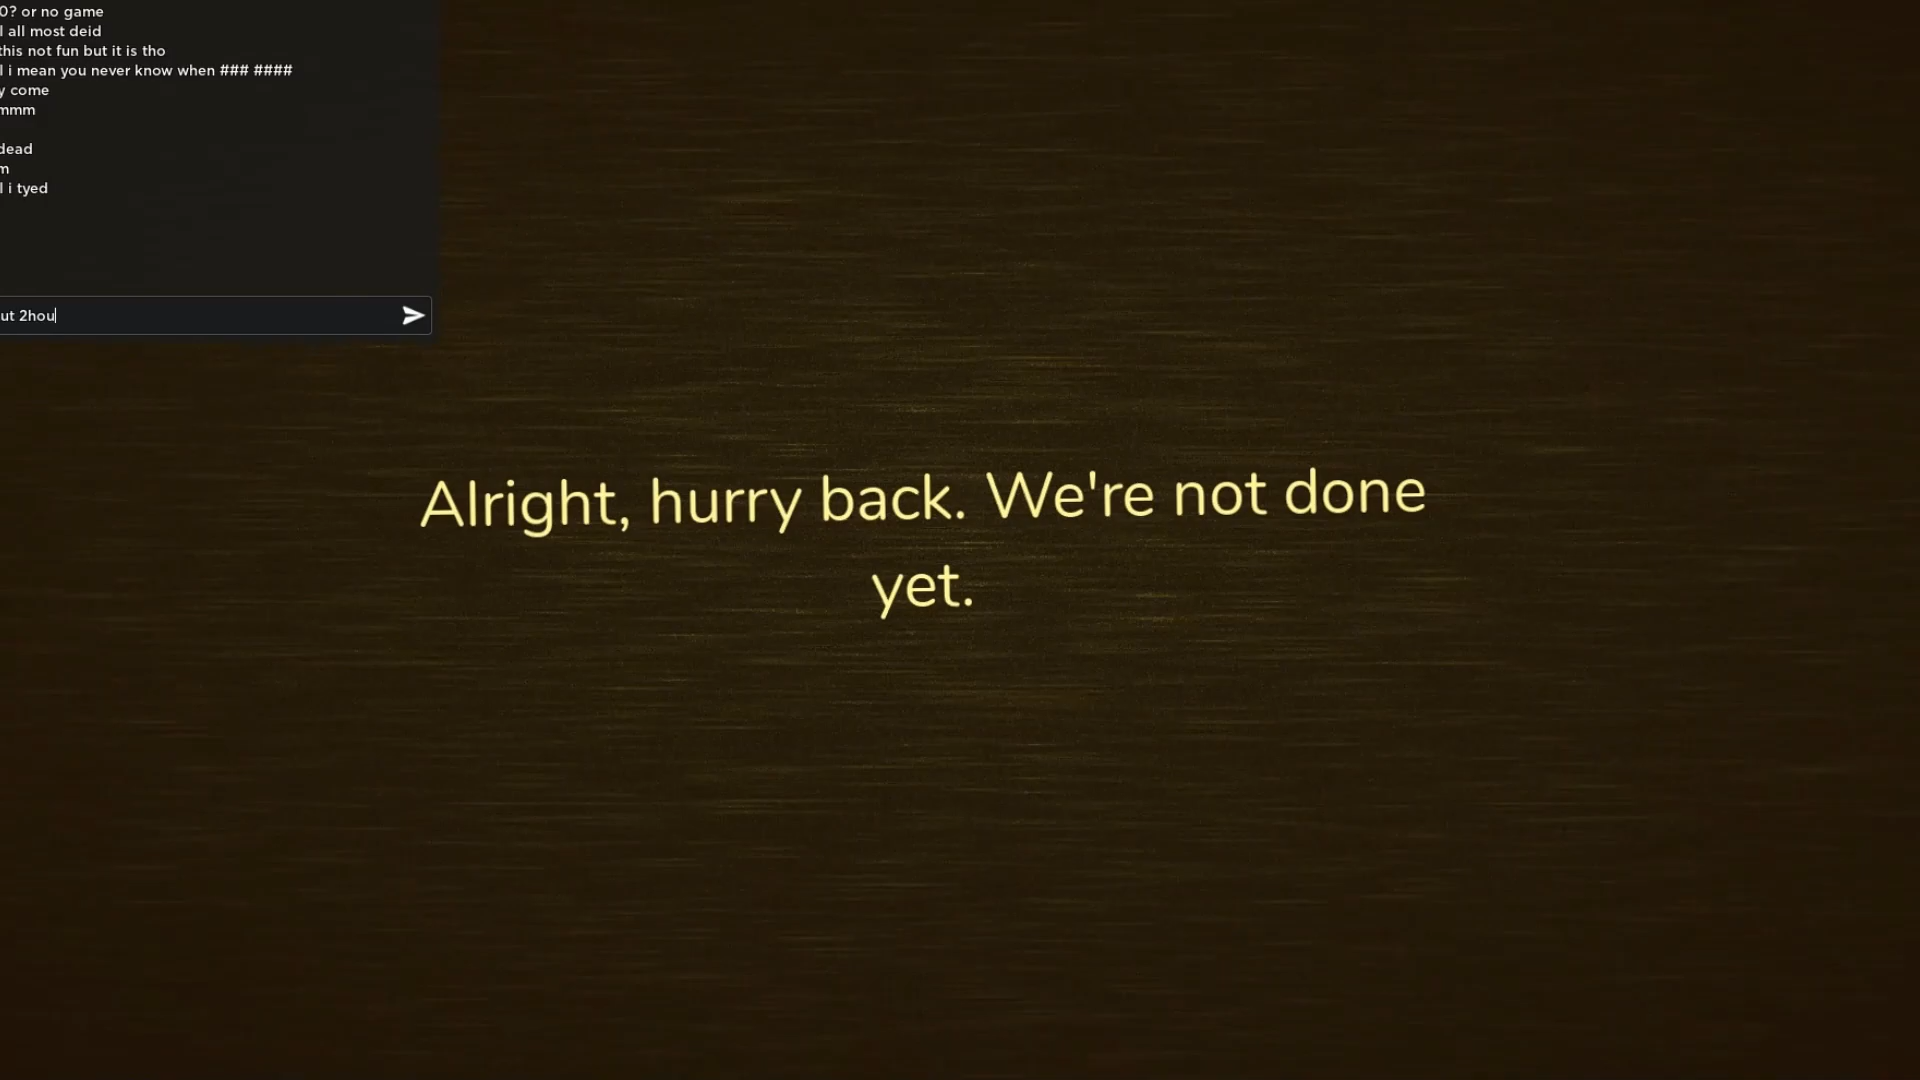 0? or no game
l all most deid
this not fun but it is tho
l i mean you never know when ### ####
y come
mmm
dead
m
l i tyed
ut 2hou
Alright, hurry back. We're not done
yet.